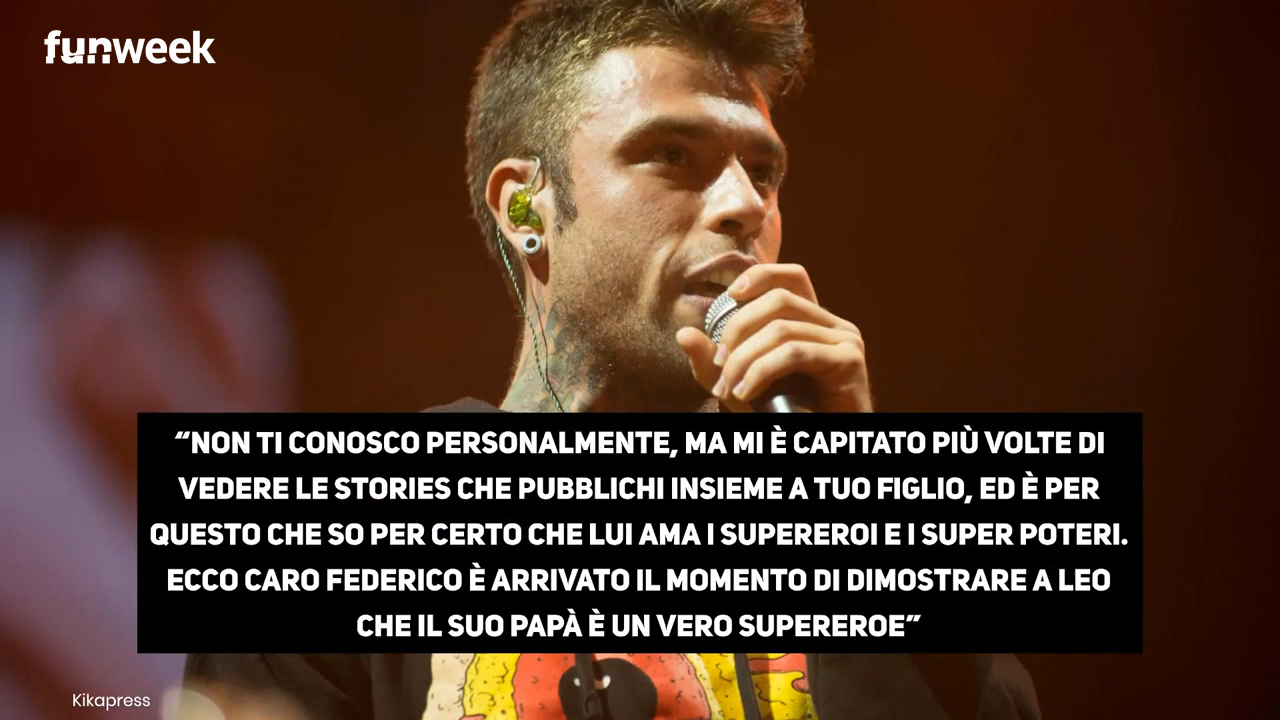 funweek
“NON TI CONOSCO PERSONALMENTE, MA MI È CAPITATO PIÙ VOLTE DI
VEDERE LE STORIES CHE PUBBLICHI INSIEME A TUO FIGLIO, ED È PER
QUESTO CHE SO PER CERTO CHE LUI AMA I SUPEREROI E I SUPER POTERI.
ECCO CARO FEDERICO È ARRIVATO IL MOMENTO DI DIMOSTRARE A LEO
CHE IL SUO PAPÀ È UN VERO SUPEREROE”
Kikapress